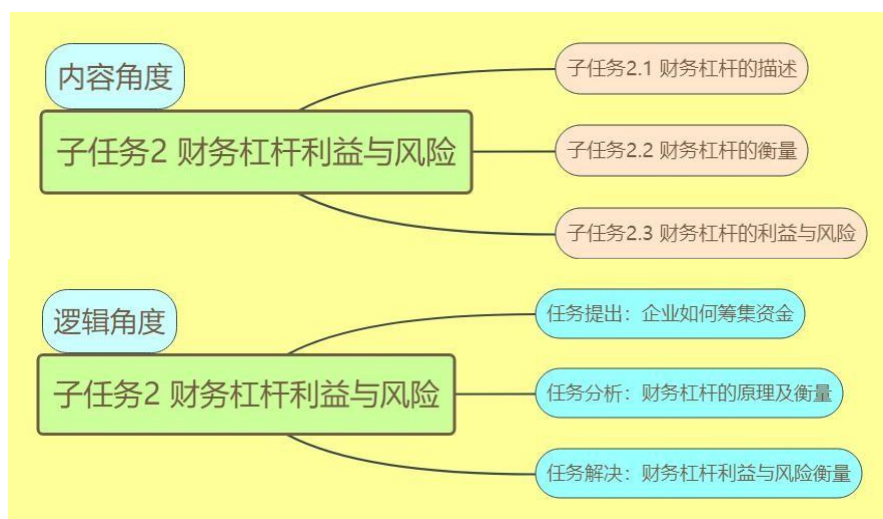 内容角度
子任务2 财务杠杆利益与风险
子任务2.1 财务杠杆的描述
子任务2.2 财务杠杆的衡量
子任务2.3 财务杠杆的利益与风险
逻辑角度
子任务2 财务杠杆利益与风险
任务提出：企业如何筹集资金
任务分析：财务杠杆的原理及衡量
任务解决：财务杠杆利益与风险衡量